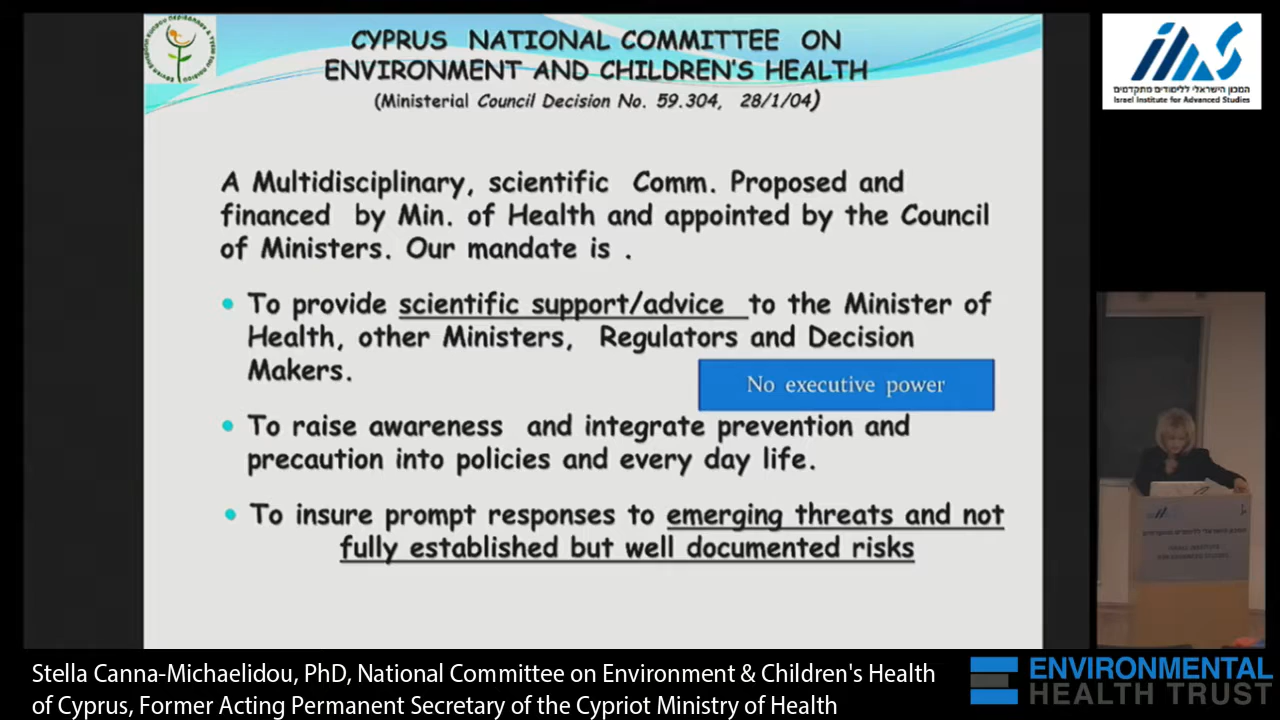 CYPRUS NATIONAL COMMITTEE ON
ENVIRONMENT AND CHILDREN'S HEALTH
(Ministerial Council Decision No. 59.304, 28/1/04)
A Multidisciplinary, scientific Comm. Proposed and
financed by Min. of Health and appointed by the Council
of Ministers. Our mandate is .
• To provide scientific support/advice to the Minister of
Health, other Ministers, Regulators and Decision
Makers.
No executive power
• To raise awareness and integrate prevention and
precaution into policies and every day life.
• To insure prompt responses to emerging threats and not
fully established but well documented risks
המכון הישראלי ללימודים מתקדמים
Israel Institute for Advanced Studies
Stella Canna-Michaelidou, PhD, National Committee on Environment & Children's Health
of Cyprus, Former Acting Permanent Secretary of the Cypriot Ministry of Health
ENVIRONMENTAL
HEALTH TRUST